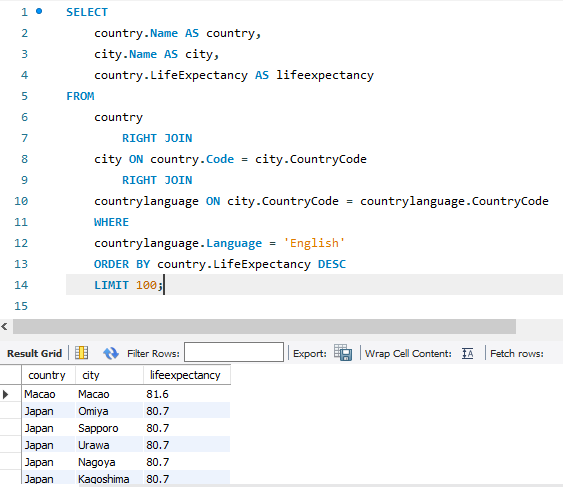 1 SELECT
2 country.Name AS country,
3 city.Name AS city,
4 country.LifeExpectancy AS lifeexpectancy
5 FROM
6 country
7 RIGHT JOIN
8 city ON country.Code = city.CountryCode
9 RIGHT JOIN
10 countrylanguage ON city.CountryCode = countrylanguage.CountryCode
11 WHERE
12 countrylanguage.Language = 'English'
13 ORDER BY country.LifeExpectancy DESC
14 LIMIT 100;
15
Result Grid Filter Rows: Export: Wrap Cell Content: Fetch rows:
country city lifeexpectancy
Macao Macao 81.6
Japan Omiya 80.7
Japan Sapporo 80.7
Japan Urawa 80.7
Japan Nagoya 80.7
Japan Kagoshima 80.7